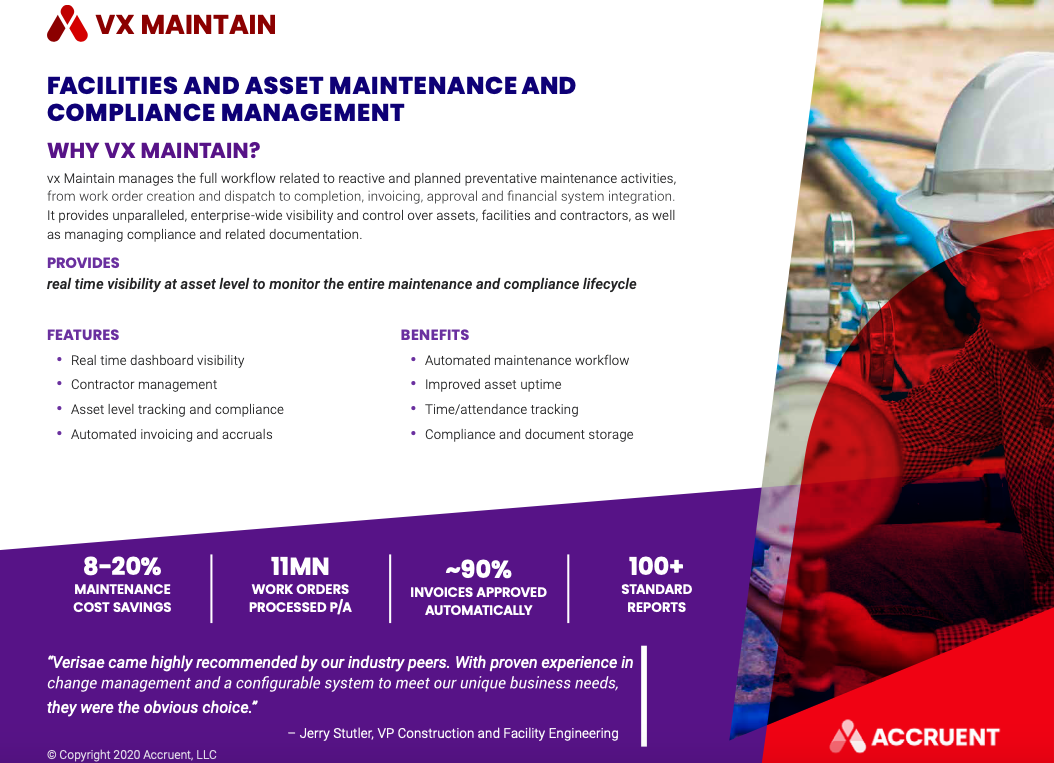 VX MAINTAIN
FACILITIES AND ASSET MAINTENANCE AND
COMPLIANCE MANAGEMENT
WHY VX MAINTAIN?
vx Maintain manages the full workflow related to reactive and planned preventative maintenance activities,
from work order creation and dispatch to completion, invoicing, approval and financial system integration.
It provides unparalleled, enterprise-wide visibility and control over assets, facilities and contractors, as well
as managing compliance and related documentation.
PROVIDES
real time visibility at asset level to monitor the entire maintenance and compliance lifecycle
FEATURES
• Real time dashboard visibility
• Contractor management
• Asset level tracking and compliance
• Automated invoicing and accruals
BENEFITS
• Automated maintenance workflow
• Improved asset uptime
• Time/attendance tracking
• Compliance and document storage
8-20%
MAINTENANCE
COST SAVINGS
11MN
WORK ORDERS
PROCESSED P/A
~90%
INVOICES APPROVED
AUTOMATICALLY
100+
STANDARD
REPORTS
“Verisae came highly recommended by our industry peers. With proven experience in
change management and a configurable system to meet our unique business needs,
they were the obvious choice.”
– Jerry Stutler, VP Construction and Facility Engineering
© Copyright 2020 Accruent, LLC
ACCRUENT